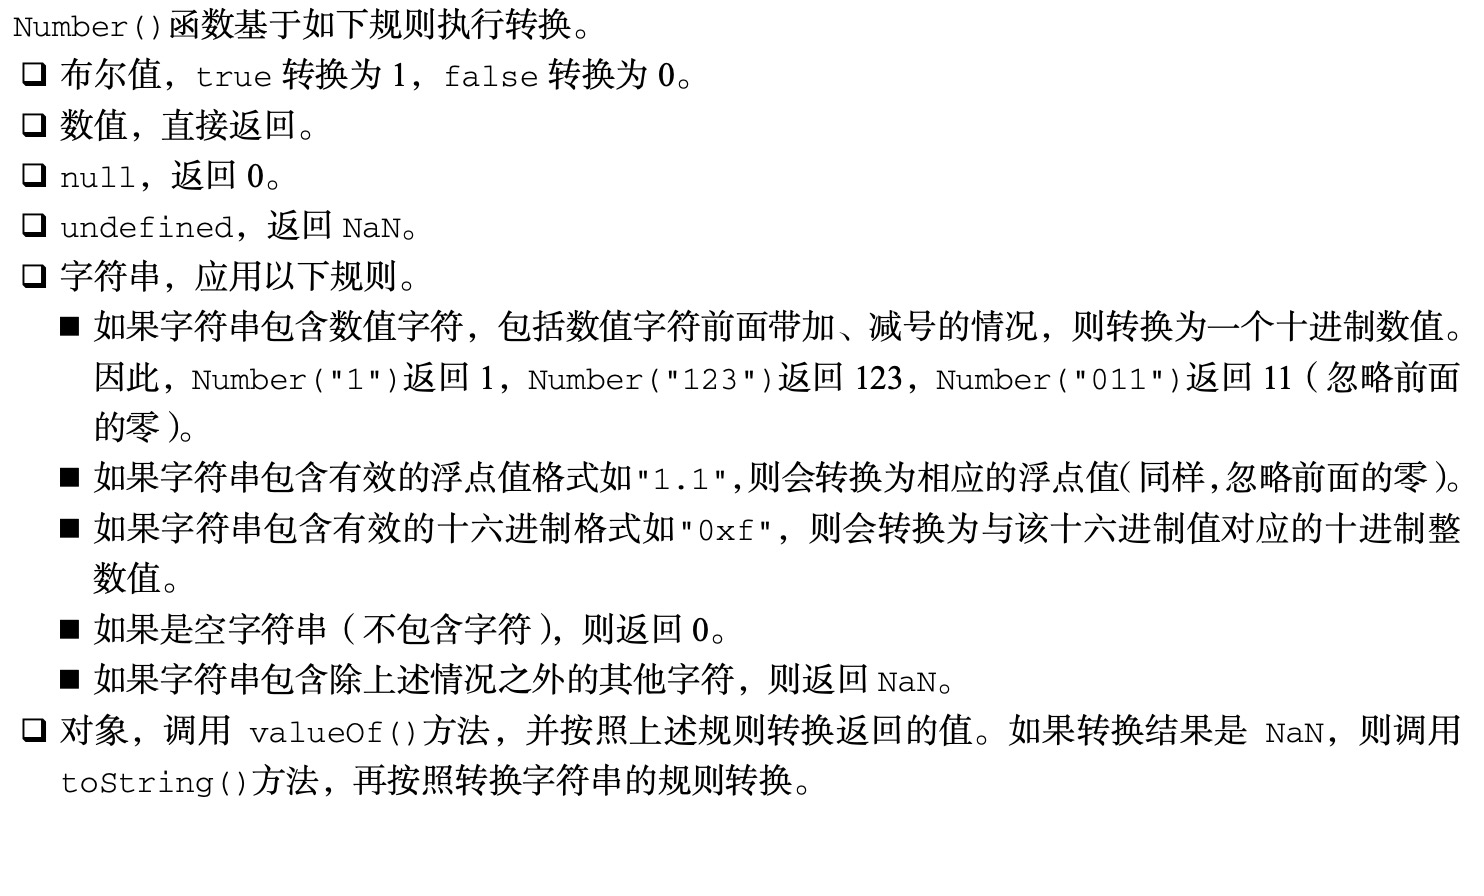 Number()函数基于如下规则执行转换。
❑ 布尔值，true 转换为 1，false 转换为 0。
❑ 数值，直接返回。
❑ null，返回 0。
❑ undefined，返回 NaN。
❑ 字符串，应用以下规则。
■ 如果字符串包含数值字符，包括数值字符前面带加、减号的情况，则转换为一个十进制数值。
因此，Number("1")返回 1，Number("123")返回 123，Number("011")返回 11（忽略前面
的零）。
■ 如果字符串包含有效的浮点值格式如"1.1"，则会转换为相应的浮点值（同样，忽略前面的零）。
■ 如果字符串包含有效的十六进制格式如"0xf"，则会转换为与该十六进制值对应的十进制整
数值。
■ 如果是空字符串（不包含字符），则返回 0。
■ 如果字符串包含除上述情况之外的其他字符，则返回 NaN。
❑ 对象，调用 valueOf()方法，并按照上述规则转换返回的值。如果转换结果是 NaN，则调用
toString()方法，再按照转换字符串的规则转换。